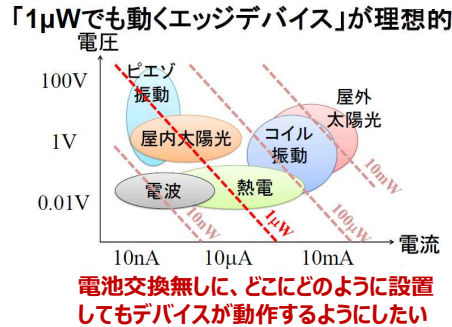 「1μWでも動くエッジデバイス」が理想的
電圧
100V
1V
0.01V
ピエゾ
振動
屋内太陽光
コイル
振動
屋外
太陽光
電波
熱電
10nW
1μW
100μW
10mW
10nA
10μA
10mA
電流
電池交換無しに、どこにどのように設置
してもデバイスが動作するようにしたい